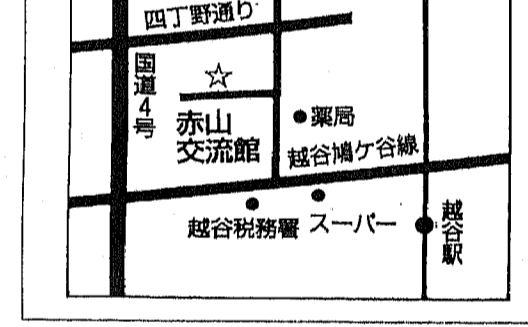 四丁野通り
国道4号
☆
赤山
交流館
●薬局
越谷鳩ケ谷線
越谷税務署
スーパー
越谷駅